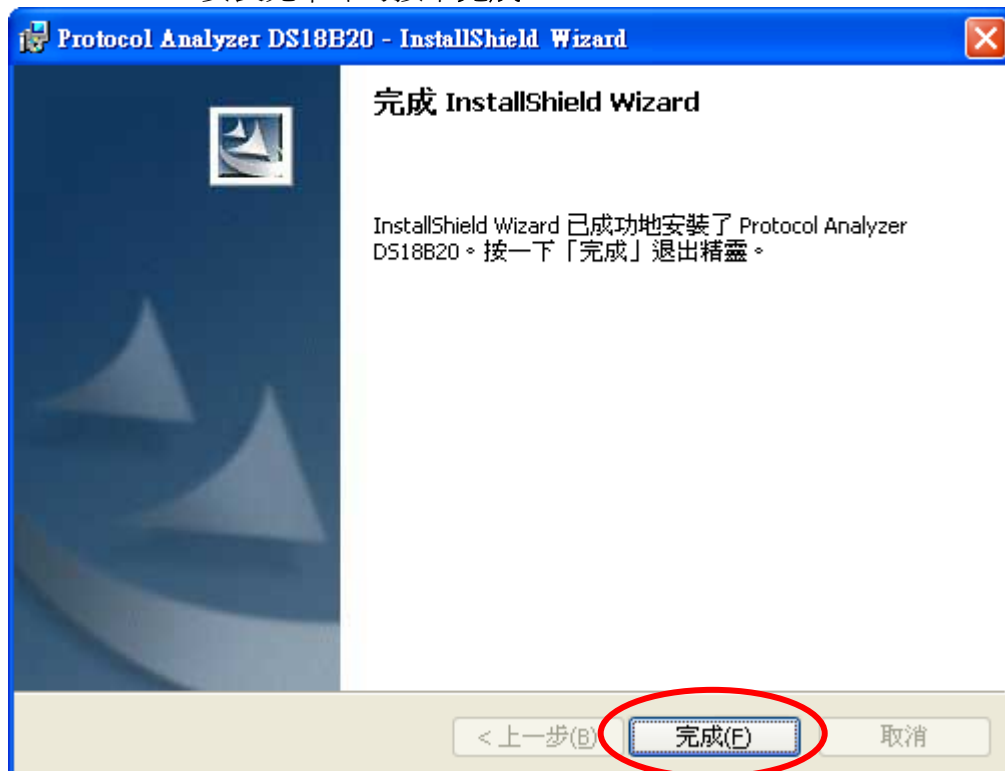 Protocol Analyzer DS18B20 - InstallShield Wizard
完成 InstallShield Wizard
InstallShield Wizard 已成功地安裝了 Protocol Analyzer
DS18B20。按一下「完成」退出精靈。
<上一步(B) 完成(F) 取消